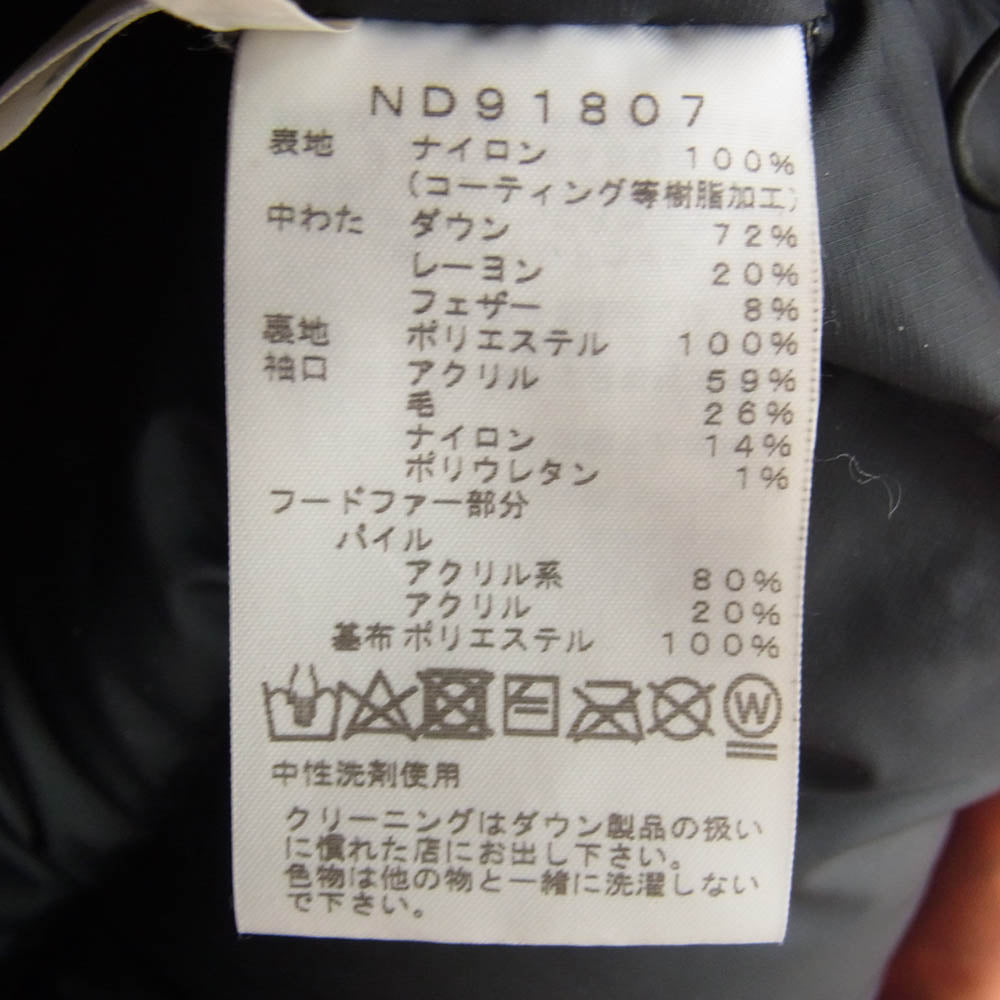 ND91807
表地 ナイロン 100%
(コーティング等樹脂加工)
中わた ダウン 72%
レーヨン 20%
フェザー 8%
裏地 ポリエステル 100%
袖口 アクリル 59%
毛 26%
ナイロン 14%
ポリウレタン 1%
フードファー部分
パイル
アクリル系 80%
アクリル 20%
基布 ポリエステル 100%
W
中性洗剤使用
クリーニングはダウン製品の扱い
に慣れた店にお出し下さい。
色物は他の物と一緒に洗濯しない
で下さい。